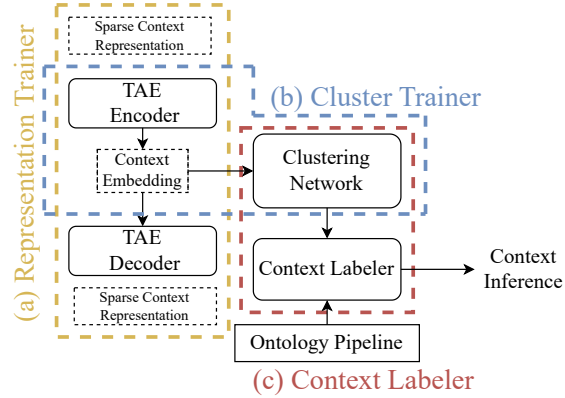 Sparse Context
Representation
(a) Representation Trainer
TAE
Encoder
(b) Cluster Trainer
Context
Embedding
Clustering
Network
TAE
Decoder
Context Labeler
Context
Inference
Sparse Context
Representation
Ontology Pipeline
(c) Context Labeler